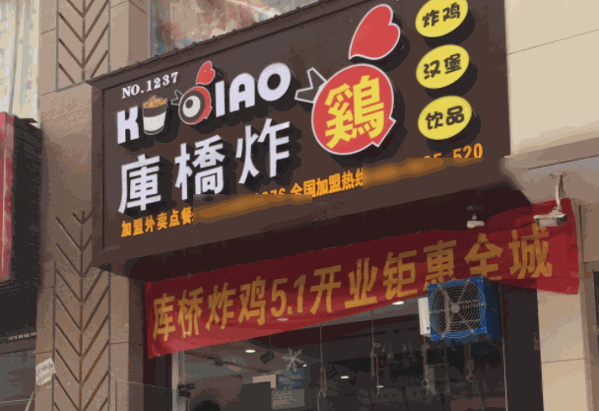 NO.1237
KUQIAO
庫橋炸鷄
炸鸡
汉堡
饮品
加盟外卖点餐 全国加盟热线 520
库桥炸鸡5.1开业钜惠全诚